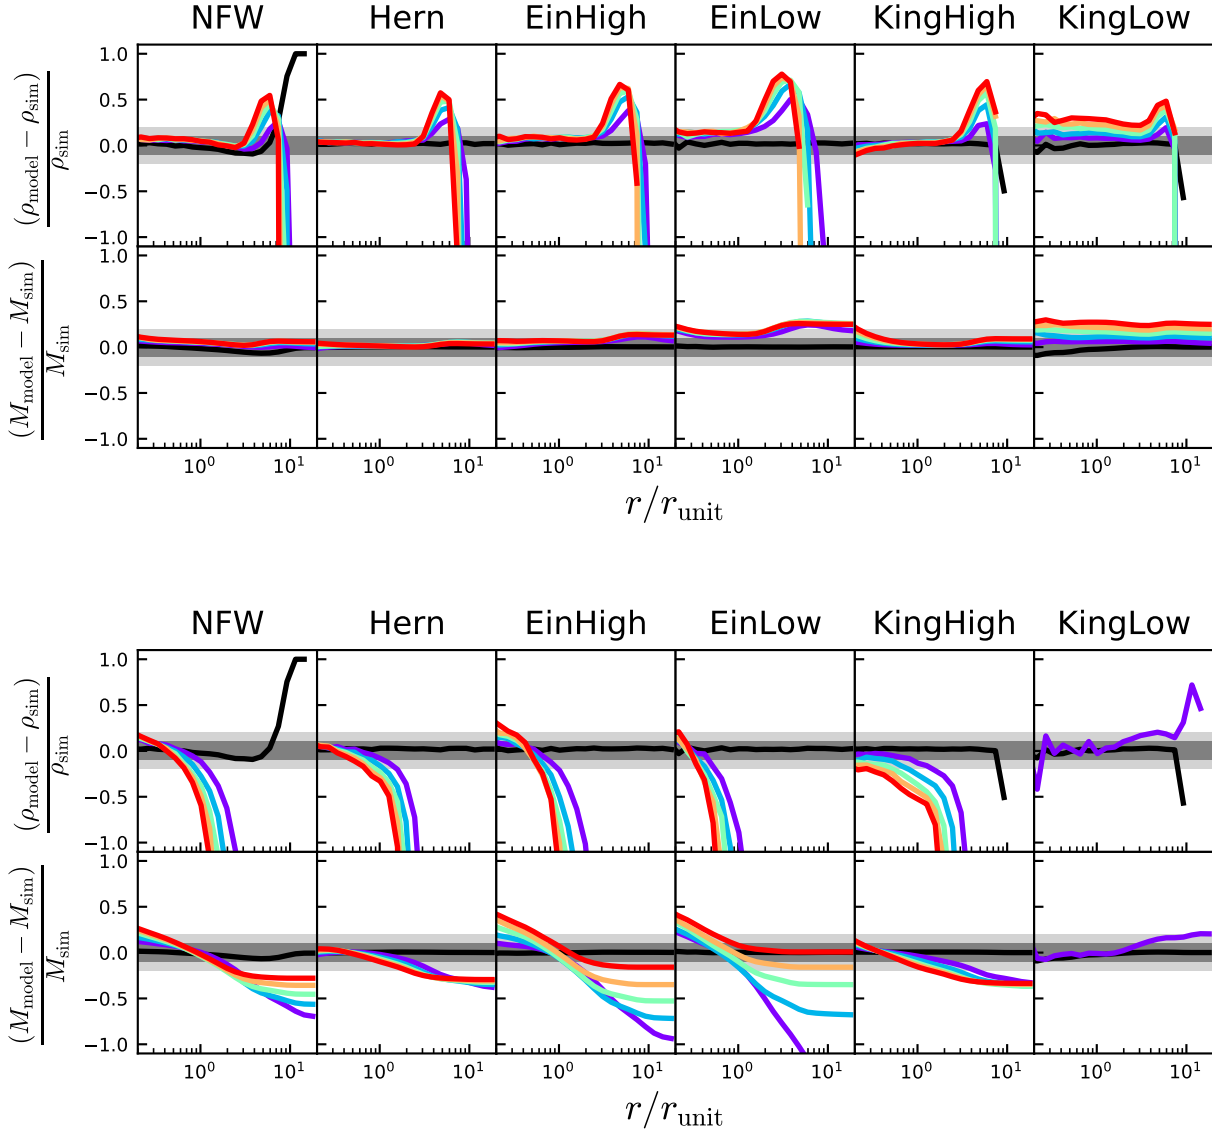 NFW Hern EinHigh EinLow KingHigh KingLow
(ρ_model − ρ_sim) / ρ_sim
1.0
0.5
0.0
−0.5
−1.0
(M_model − M_sim) / M_sim
1.0
0.5
0.0
−0.5
−1.0
10^0 10^1 10^0 10^1 10^0 10^1 10^0 10^1 10^0 10^1 10^0 10^1
r/r_unit
NFW Hern EinHigh EinLow KingHigh KingLow
(ρ_model − ρ_sim) / ρ_sim
1.0
0.5
0.0
−0.5
−1.0
(M_model − M_sim) / M_sim
1.0
0.5
0.0
−0.5
−1.0
10^0 10^1 10^0 10^1 10^0 10^1 10^0 10^1 10^0 10^1 10^0 10^1
r/r_unit